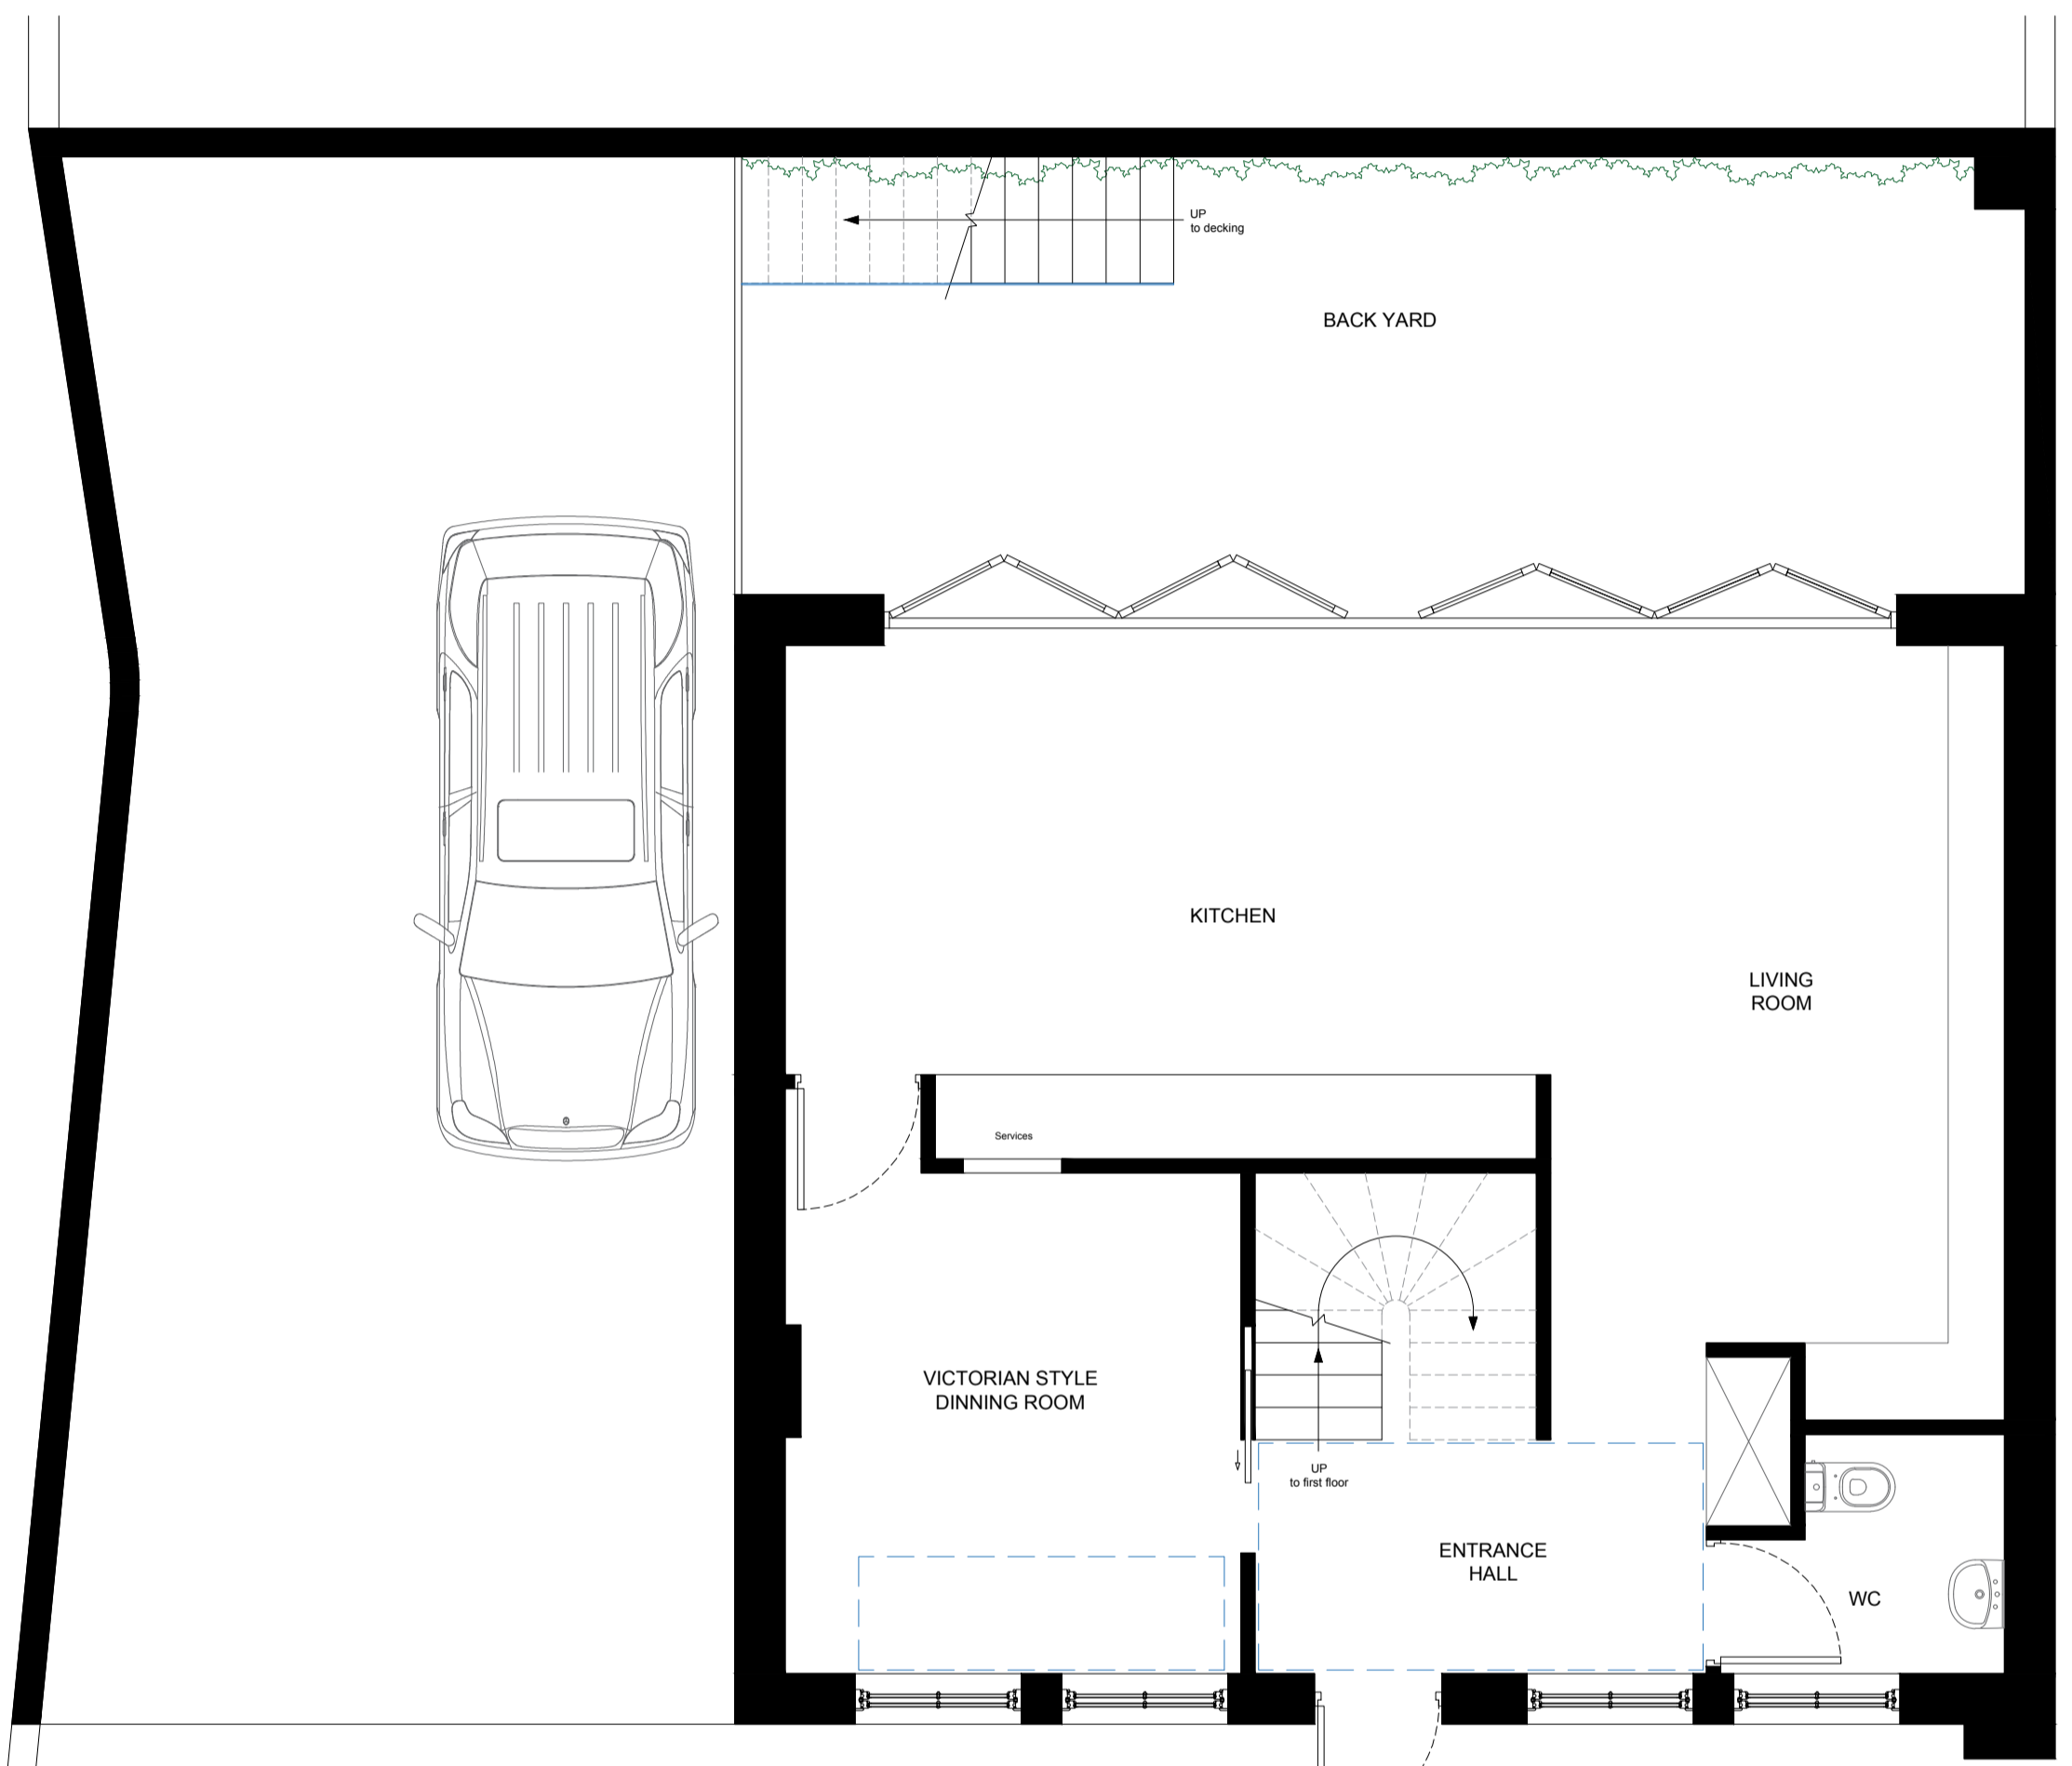 UP
to decking
BACK YARD
KITCHEN
LIVING
ROOM
Services
VICTORIAN STYLE
DINNING ROOM
UP
to first floor
ENTRANCE
HALL
WC